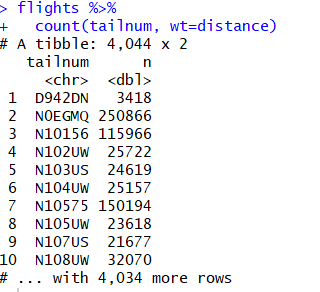 > flights %>%
+   count(tailnum, wt=distance)
# A tibble: 4,044 x 2
   tailnum      n
   <chr>    <dbl>
 1 D942DN    3418
 2 N0EGMQ  250866
 3 N10156  115966
 4 N102UW   25722
 5 N103US   24619
 6 N104UW   25157
 7 N10575  150194
 8 N105UW   23618
 9 N107US   21677
10 N108UW   32070
# ... with 4,034 more rows